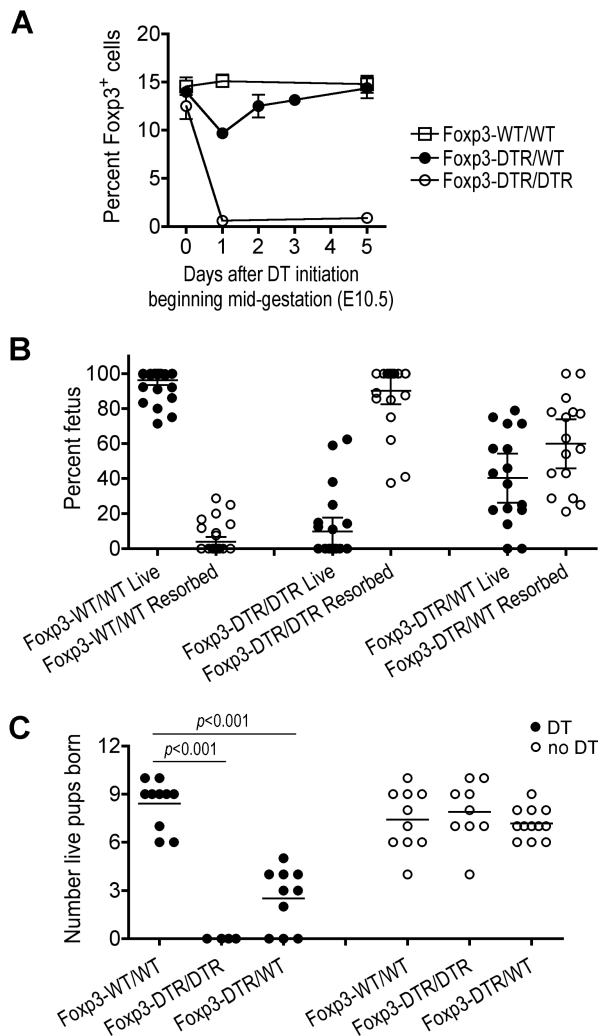 A
Percent Foxp3+ cells
20
15
10
5
0
0 1 2 3 4 5
Days after DT initiation
beginning mid-gestation (E10.5)
Foxp3-WT/WT
Foxp3-DTR/WT
Foxp3-DTR/DTR
B
Percent fetus
100
80
60
40
20
0
Foxp3-WT/WT Live
Foxp3-WT/WT Resorbed
Foxp3-DTR/DTR Live
Foxp3-DTR/DTR Resorbed
Foxp3-DTR/WT Live
Foxp3-DTR/WT Resorbed
C
Number live pups born
12
9
6
3
0
p<0.001
p<0.001
DT
no DT
Foxp3-WT/WT
Foxp3-DTR/DTR
Foxp3-DTR/WT
Foxp3-WT/WT
Foxp3-DTR/DTR
Foxp3-DTR/WT